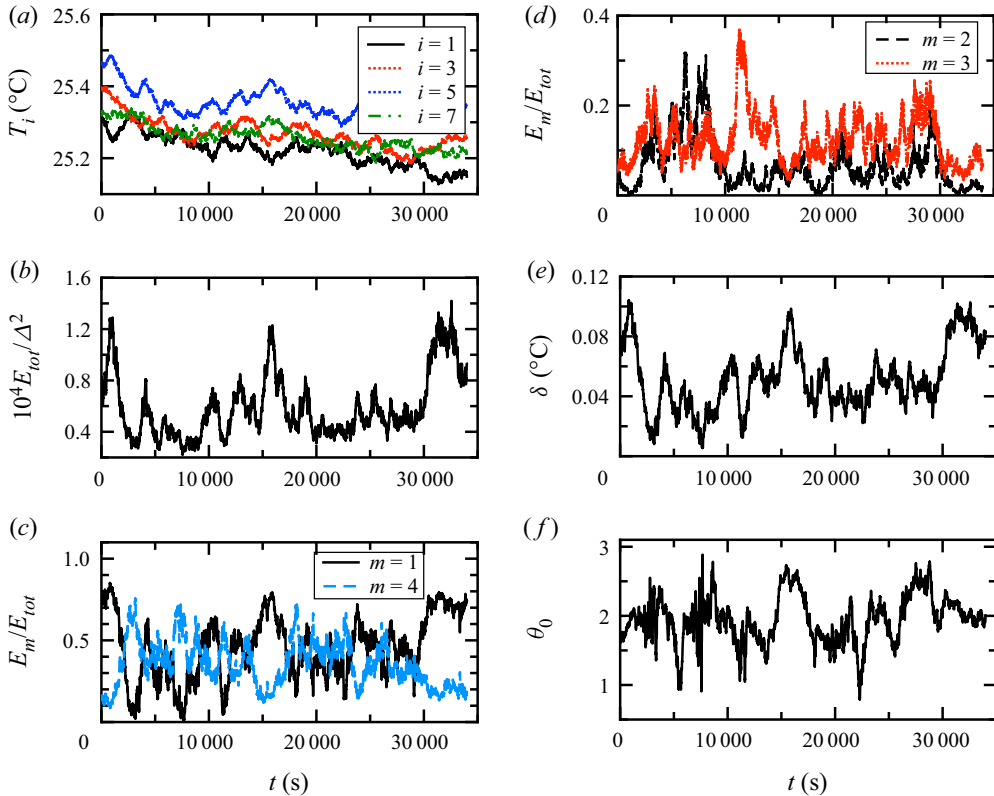 (a)
T_i (°C)
25.6
25.4
25.2
0
10 000
20 000
30 000
i = 1
i = 3
i = 5
i = 7
(d)
E_m/E_tot
0.4
0.2
0
10 000
20 000
30 000
m = 2
m = 3
(b)
10^4 E_tot/Δ^2
1.6
1.2
0.8
0.4
0
10 000
20 000
30 000
(e)
δ (°C)
0.12
0.08
0.04
0
10 000
20 000
30 000
(c)
E_m/E_tot
1.0
0.5
0
10 000
20 000
30 000
m = 1
m = 4
t (s)
(f)
θ_0
3
2
1
0
10 000
20 000
30 000
t (s)